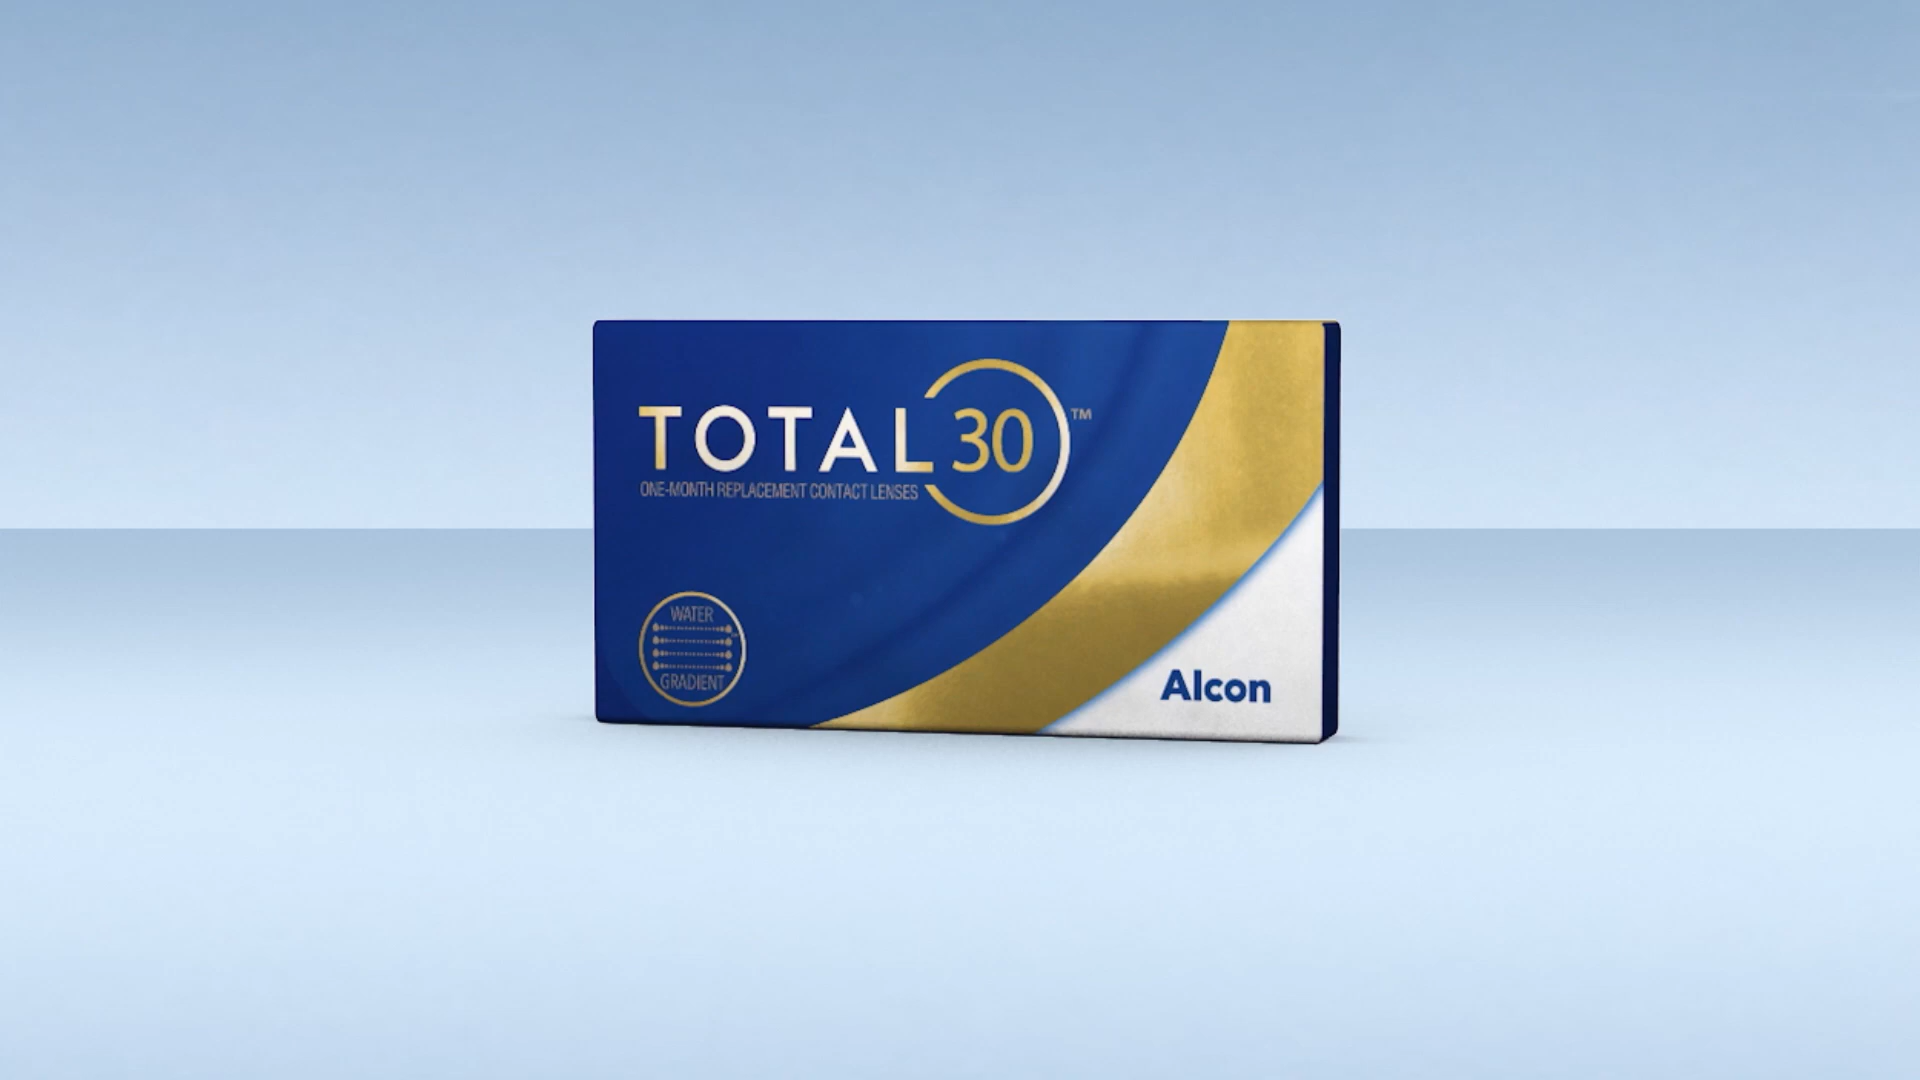 TOTAL30™
ONE-MONTH REPLACEMENT CONTACT LENSES
WATER
GRADIENT
Alcon